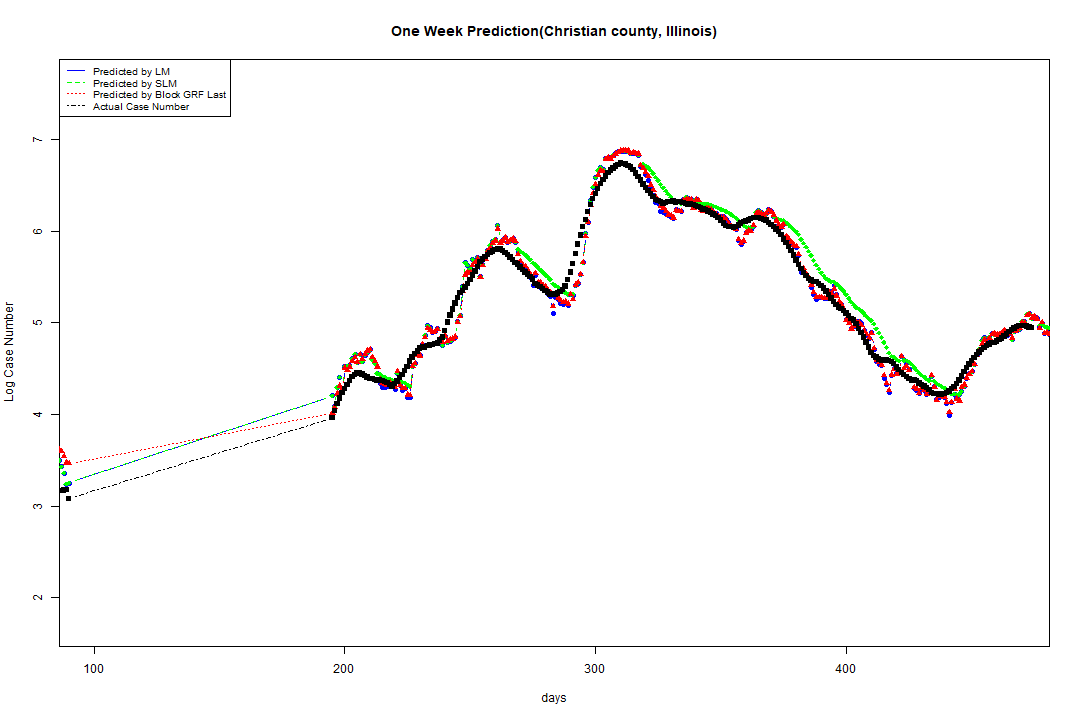 One Week Prediction(Christian county, Illinois)
Predicted by LM
Predicted by SLM
Predicted by Block GRF Last
Actual Case Number
7
6
5
4
3
2
Log Case Number
100 200 300 400
days